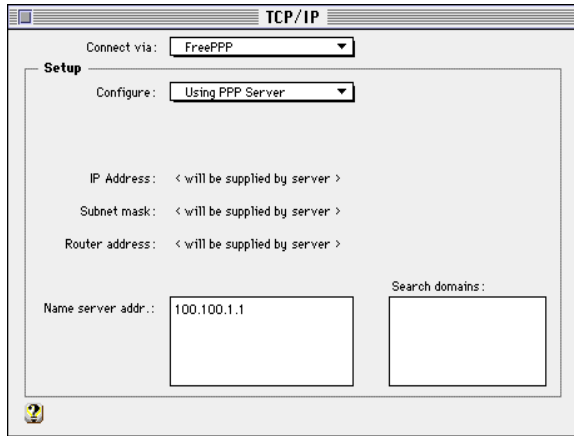 TCP/IP
Connect via: FreePPP
Setup
Configure: Using PPP Server
IP Address: < will be supplied by server >
Subnet mask: < will be supplied by server >
Router address: < will be supplied by server >
Search domains:
Name server addr.: 100.100.1.1
?